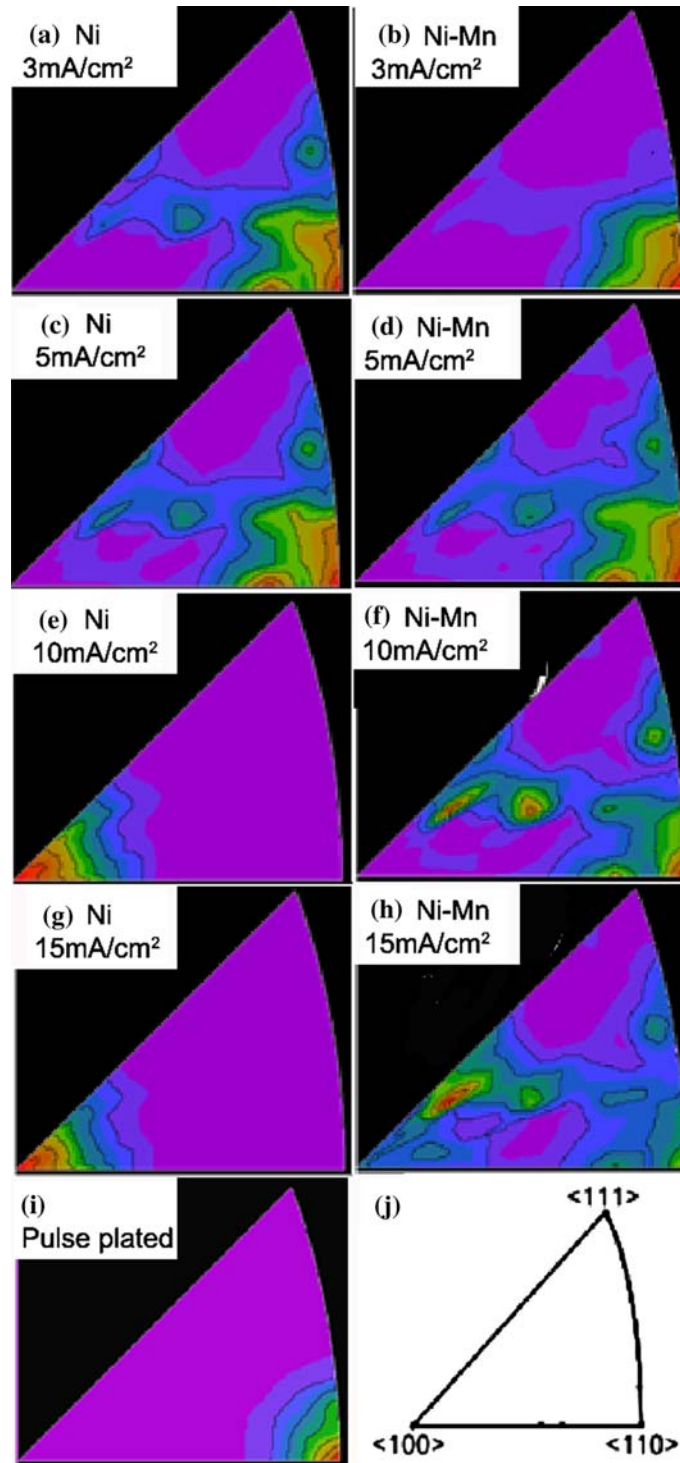 (a) Ni
3mA/cm²
(b) Ni-Mn
3mA/cm²
(c) Ni
5mA/cm²
(d) Ni-Mn
5mA/cm²
(e) Ni
10mA/cm²
(f) Ni-Mn
10mA/cm²
(g) Ni
15mA/cm²
(h) Ni-Mn
15mA/cm²
(i)
Pulse plated
(j)
<111>
<100>
<110>